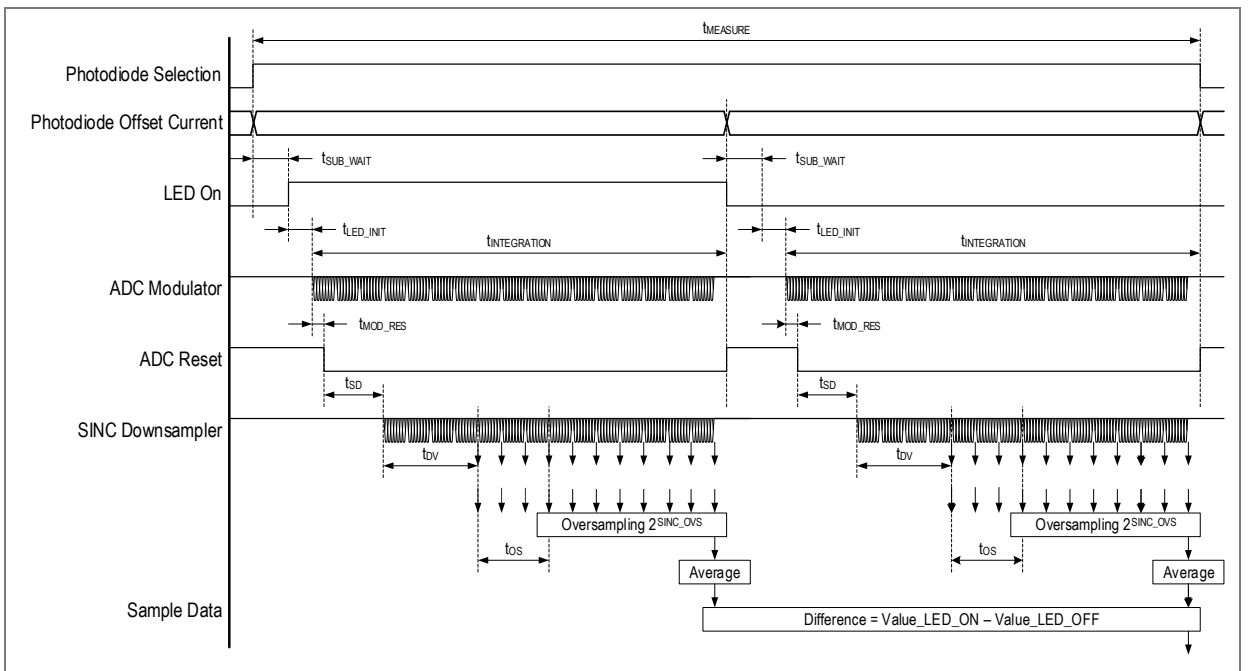 tMEASURE
Photodiode Selection
Photodiode Offset Current
tSUB_WAIT
tSUB_WAIT
LED On
tLED_INIT
tINTEGRATION
tLED_INIT
tINTEGRATION
ADC Modulator
tMOD_RES
tMOD_RES
ADC Reset
tSD
tSD
SINC Downsampler
tDV
tDV
Oversampling 2SINC_OVS
Oversampling 2SINC_OVS
tOS
tOS
Average
Average
Sample Data
Difference = Value_LED_ON – Value_LED_OFF